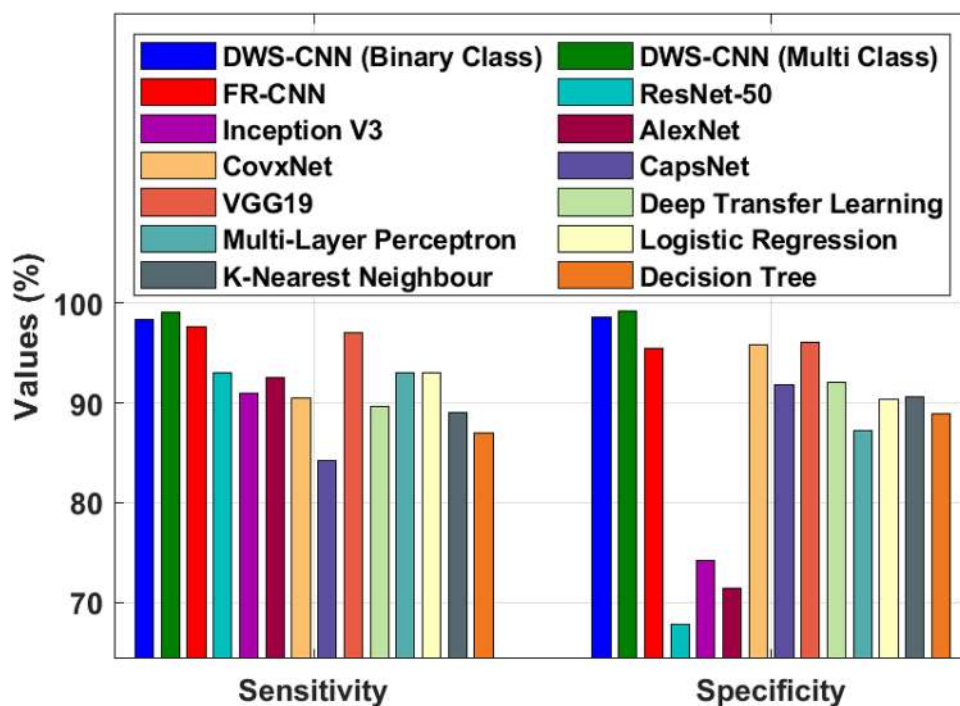 DWS-CNN (Binary Class) DWS-CNN (Multi Class)
FR-CNN ResNet-50
Inception V3 AlexNet
CovxNet CapsNet
VGG19 Deep Transfer Learning
Multi-Layer Perceptron Logistic Regression
K-Nearest Neighbour Decision Tree
Values (%)
100
90
80
70
Sensitivity Specificity